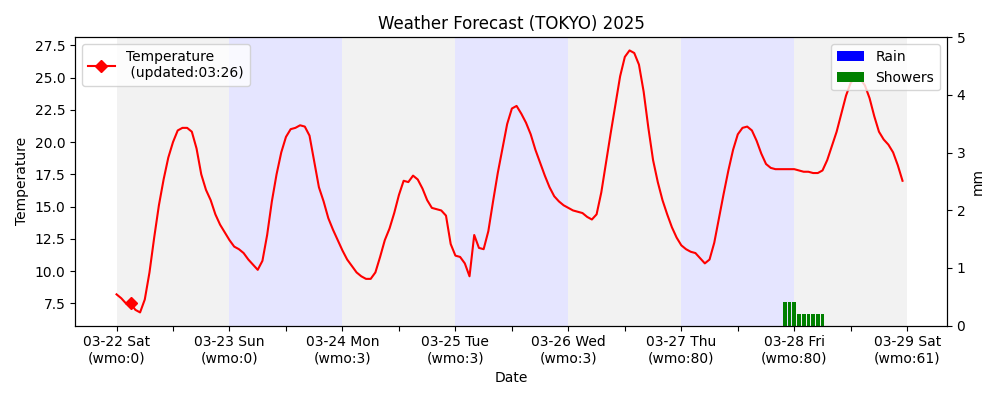 Weather Forecast (TOKYO) 2025
Temperature
(updated:03:26)
Rain
Showers
27.5
25.0
22.5
20.0
17.5
15.0
12.5
10.0
7.5
Temperature
5
4
3
2
1
0
mm
03-22 Sat
(wmo:0)
03-23 Sun
(wmo:0)
03-24 Mon
(wmo:3)
03-25 Tue
(wmo:3)
03-26 Wed
(wmo:3)
03-27 Thu
(wmo:80)
03-28 Fri
(wmo:80)
03-29 Sat
(wmo:61)
Date